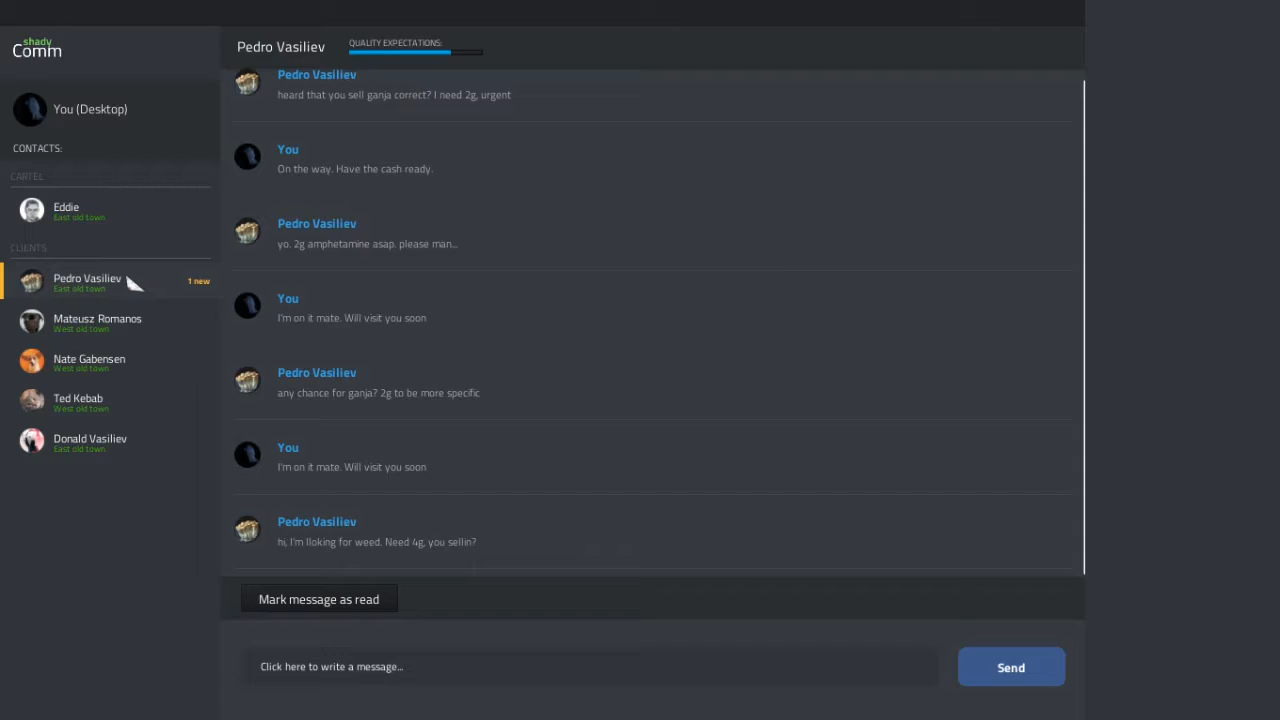 shady
Comm
You (Desktop)
CONTACTS:
CARTEL
Eddie
East old town
CLIENTS
Pedro Vasiliev
East old town
1 new
Mateusz Romanos
West old town
Nate Gabensen
West old town
Ted Kebab
West old town
Donald Vasiliev
East old town
Pedro Vasiliev
QUALITY EXPECTATIONS:
Pedro Vasiliev
heard that you sell ganja correct? I need 2g, urgent
You
On the way. Have the cash ready.
Pedro Vasiliev
yo. 2g amphetamine asap. please man...
You
I'm on it mate. Will visit you soon
Pedro Vasiliev
any chance for ganja? 2g to be more specific
You
I'm on it mate. Will visit you soon
Pedro Vasiliev
hi, I'm lloking for weed. Need 4g, you sellin?
Mark message as read
Click here to write a message...
Send